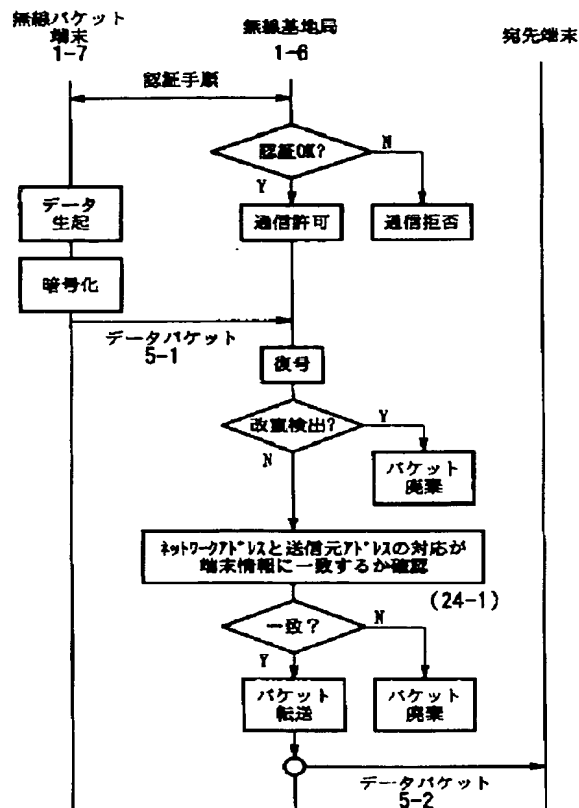 無線パケット
端末
1-7
無線基地局
1-6
宛先端末
認証手順
認証OK?
N
Y
データ
生起
通信許可
通信拒否
暗号化
データパケット
5-1
復号
改竄検出?
Y
N
パケット
廃棄
ネットワークアドレスと送信元アドレスの対応が
端末情報に一致するか確認
(24-1)
一致?
N
Y
パケット
転送
パケット
廃棄
データパケット
5-2